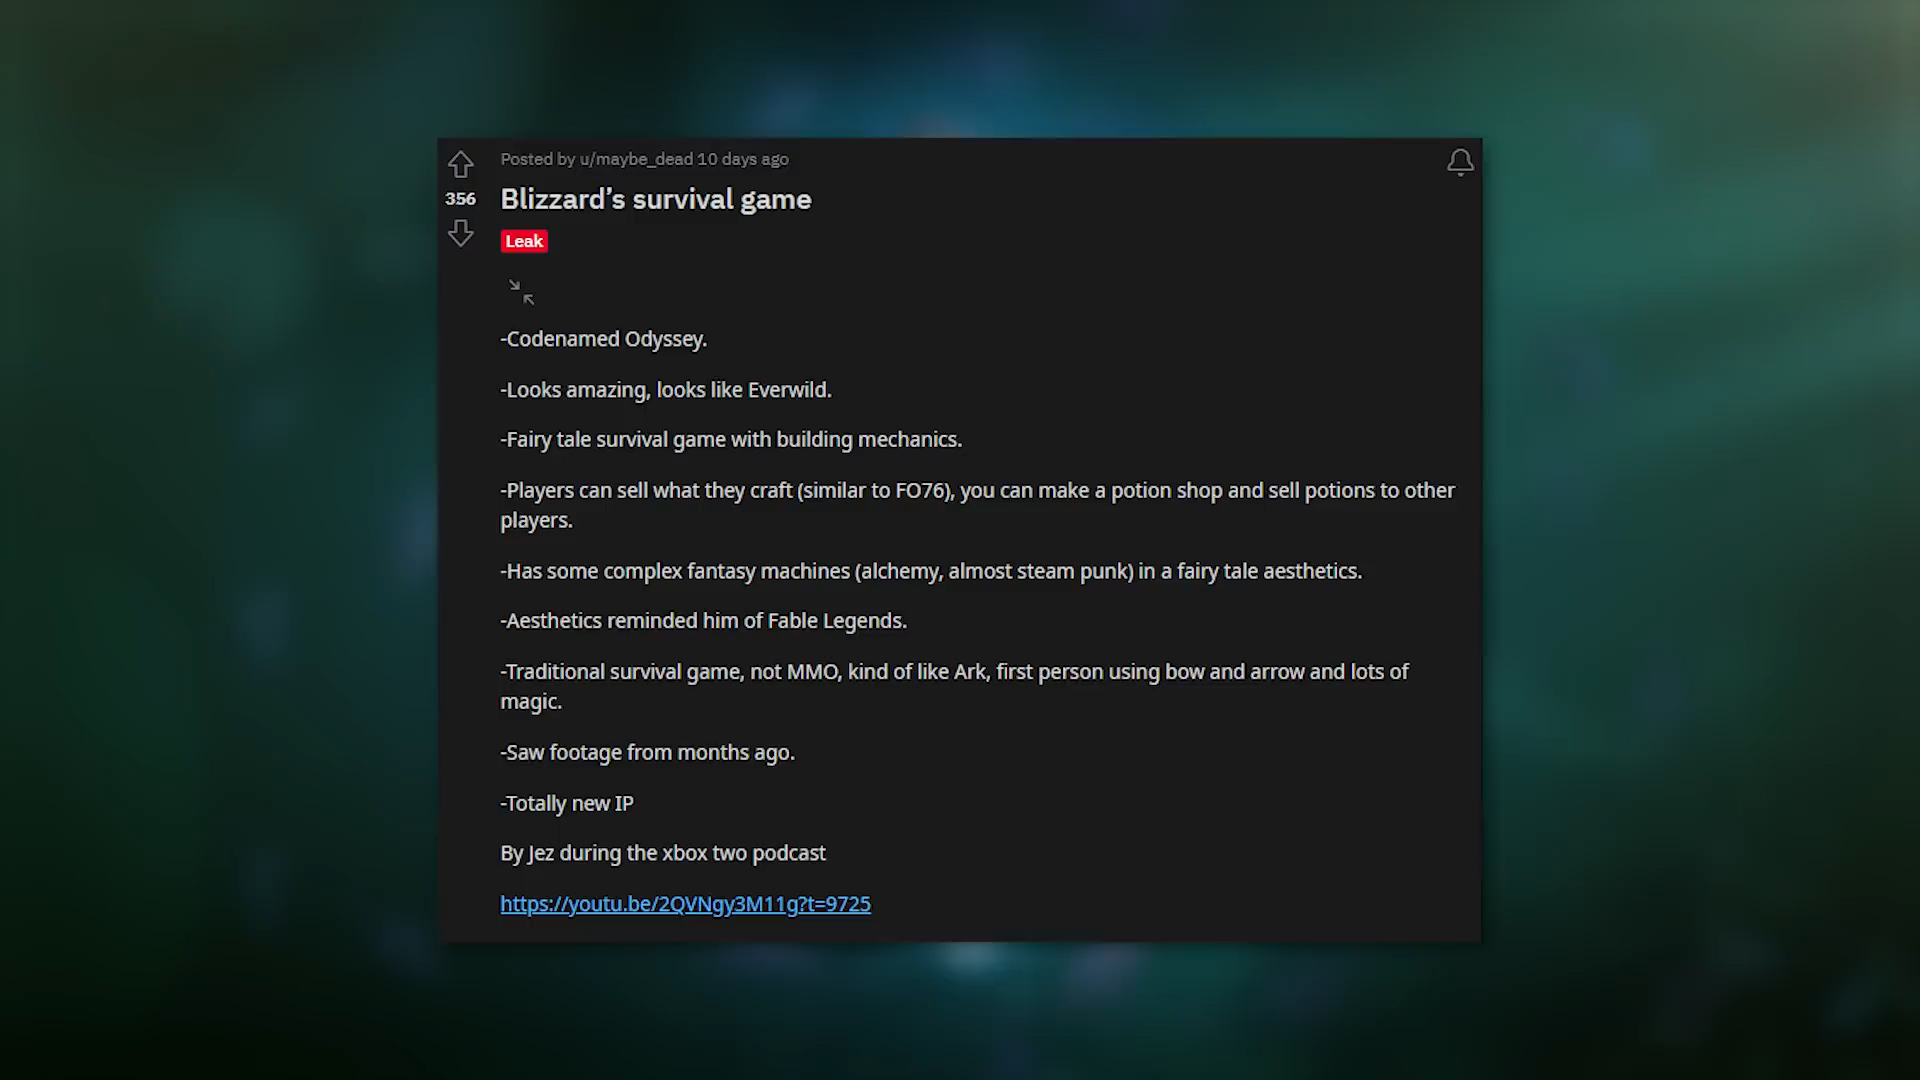 Posted by u/maybe_dead 10 days ago
356
Blizzard’s survival game
Leak
-Codenamed Odyssey.
-Looks amazing, looks like Everwild.
-Fairy tale survival game with building mechanics.
-Players can sell what they craft (similar to FO76), you can make a potion shop and sell potions to other
players.
-Has some complex fantasy machines (alchemy, almost steam punk) in a fairy tale aesthetics.
-Aesthetics reminded him of Fable Legends.
-Traditional survival game, not MMO, kind of like Ark, first person using bow and arrow and lots of
magic.
-Saw footage from months ago.
-Totally new IP
By Jez during the xbox two podcast
https://youtu.be/2QVNgy3M11g?t=9725